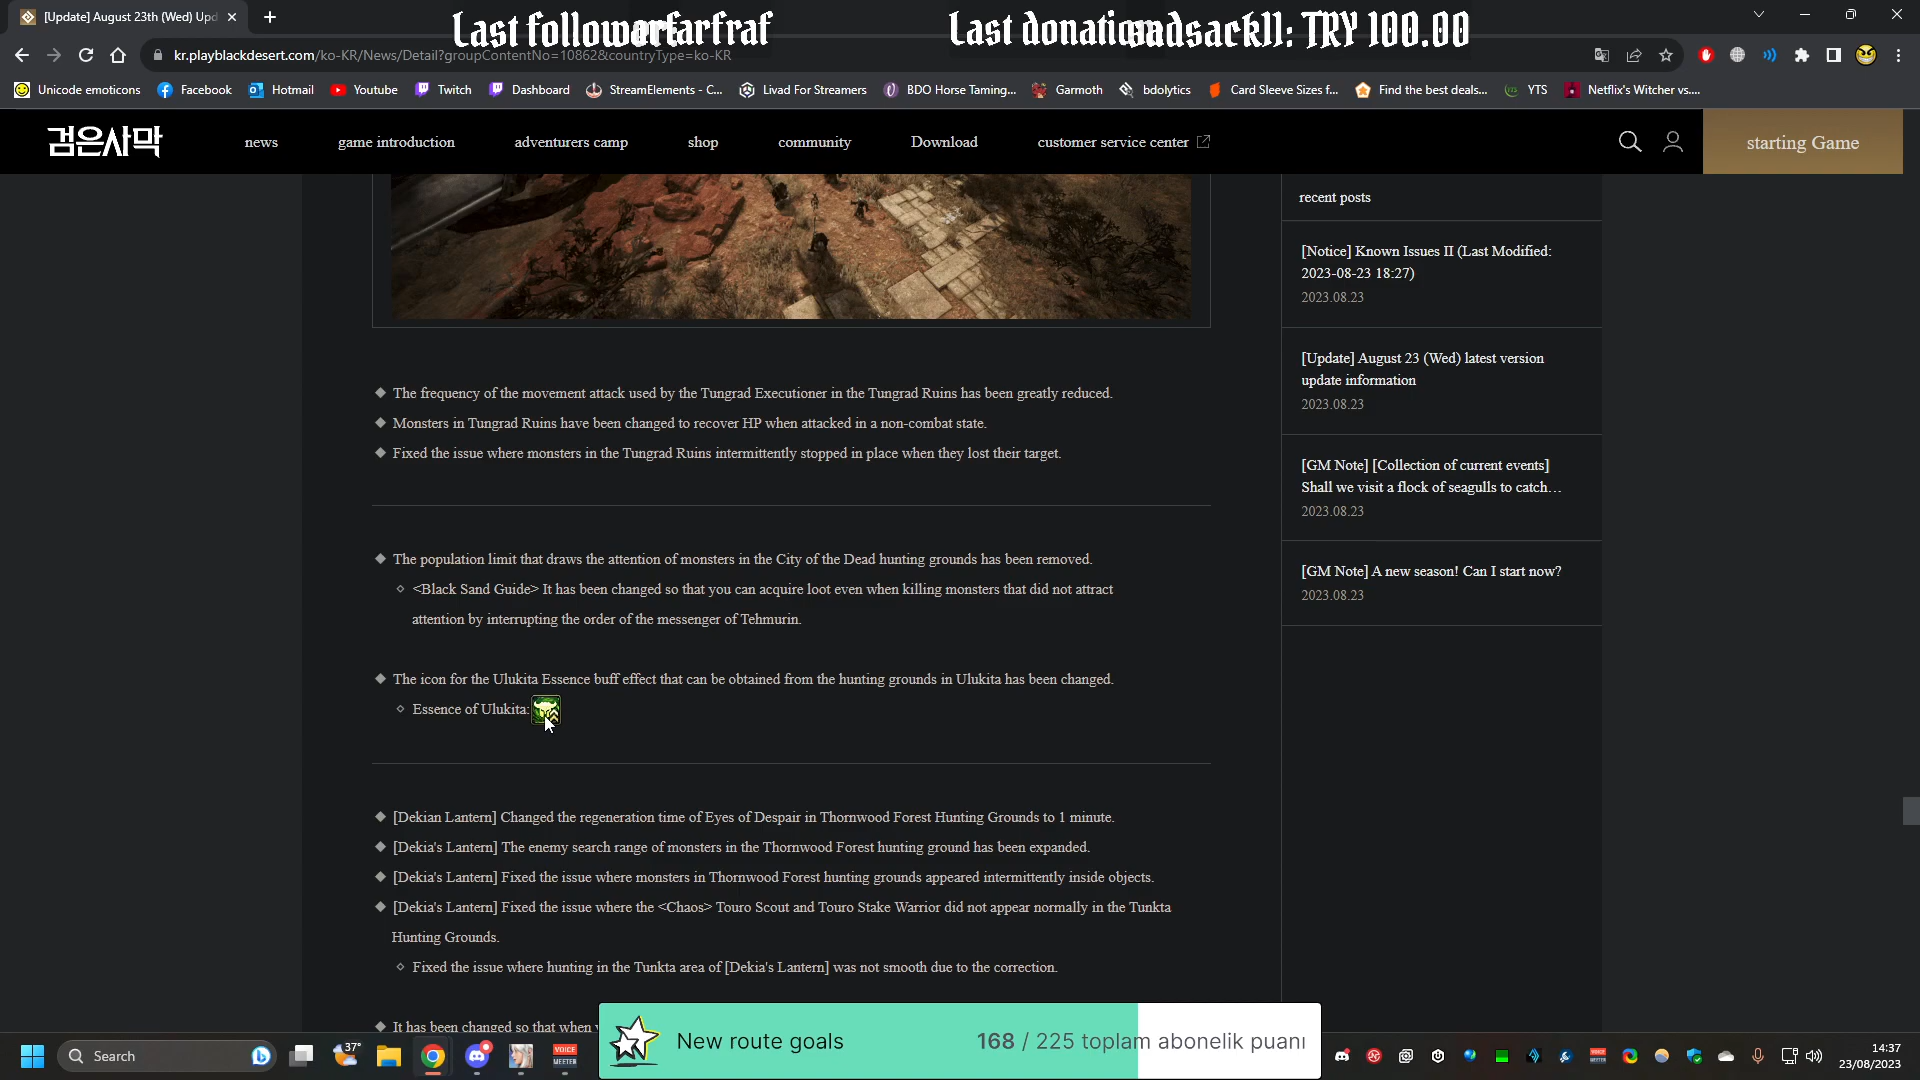 [Update] August 23th (Wed) Upd
Last follower
arfarfraf
Last donation
sadsackll: TRY 100.00
kr.playblackdesert.com/ko-KR/News/Detail?groupContentNo=10862&countryType=ko-KR
Unicode emoticons
Facebook
Hotmail
Youtube
Twitch
Dashboard
StreamElements - C...
Livad For Streamers
BDO Horse Taming...
Garmoth
bdolytics
Card Sleeve Sizes f...
Find the best deals...
YTS
Netflix's Witcher vs....
검은사막
news
game introduction
adventurers camp
shop
community
Download
customer service center
starting Game
The frequency of the movement attack used by the Tungrad Executioner in the Tungrad Ruins has been greatly reduced.
Monsters in Tungrad Ruins have been changed to recover HP when attacked in a non-combat state.
Fixed the issue where monsters in the Tungrad Ruins intermittently stopped in place when they lost their target.
The population limit that draws the attention of monsters in the City of the Dead hunting grounds has been removed.
<Black Sand Guide> It has been changed so that you can acquire loot even when killing monsters that did not attract
attention by interrupting the order of the messenger of Tehmurin.
The icon for the Ulukita Essence buff effect that can be obtained from the hunting grounds in Ulukita has been changed.
Essence of Ulukita:
[Dekian Lantern] Changed the regeneration time of Eyes of Despair in Thornwood Forest Hunting Grounds to 1 minute.
[Dekia's Lantern] The enemy search range of monsters in the Thornwood Forest hunting ground has been expanded.
[Dekia's Lantern] Fixed the issue where monsters in Thornwood Forest hunting grounds appeared intermittently inside objects.
[Dekia's Lantern] Fixed the issue where the <Chaos> Touro Scout and Touro Stake Warrior did not appear normally in the Tunkta
Hunting Grounds.
Fixed the issue where hunting in the Tunkta area of [Dekia's Lantern] was not smooth due to the correction.
It has been changed so that when
recent posts
[Notice] Known Issues II (Last Modified:
2023-08-23 18:27)
2023.08.23
[Update] August 23 (Wed) latest version
update information
2023.08.23
[GM Note] [Collection of current events]
Shall we visit a flock of seagulls to catch...
2023.08.23
[GM Note] A new season! Can I start now?
2023.08.23
New route goals
168 / 225 toplam abonelik puanı
Search
37°
VOICE
MEETER
14:37
23/08/2023